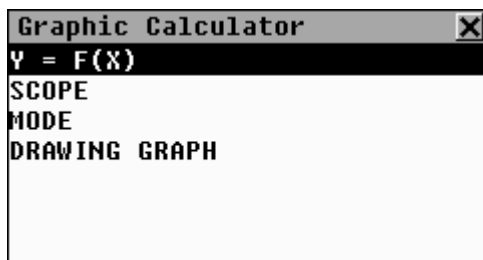 Graphic Calculator
Y = F(X)
SCOPE
MODE
DRAWING GRAPH